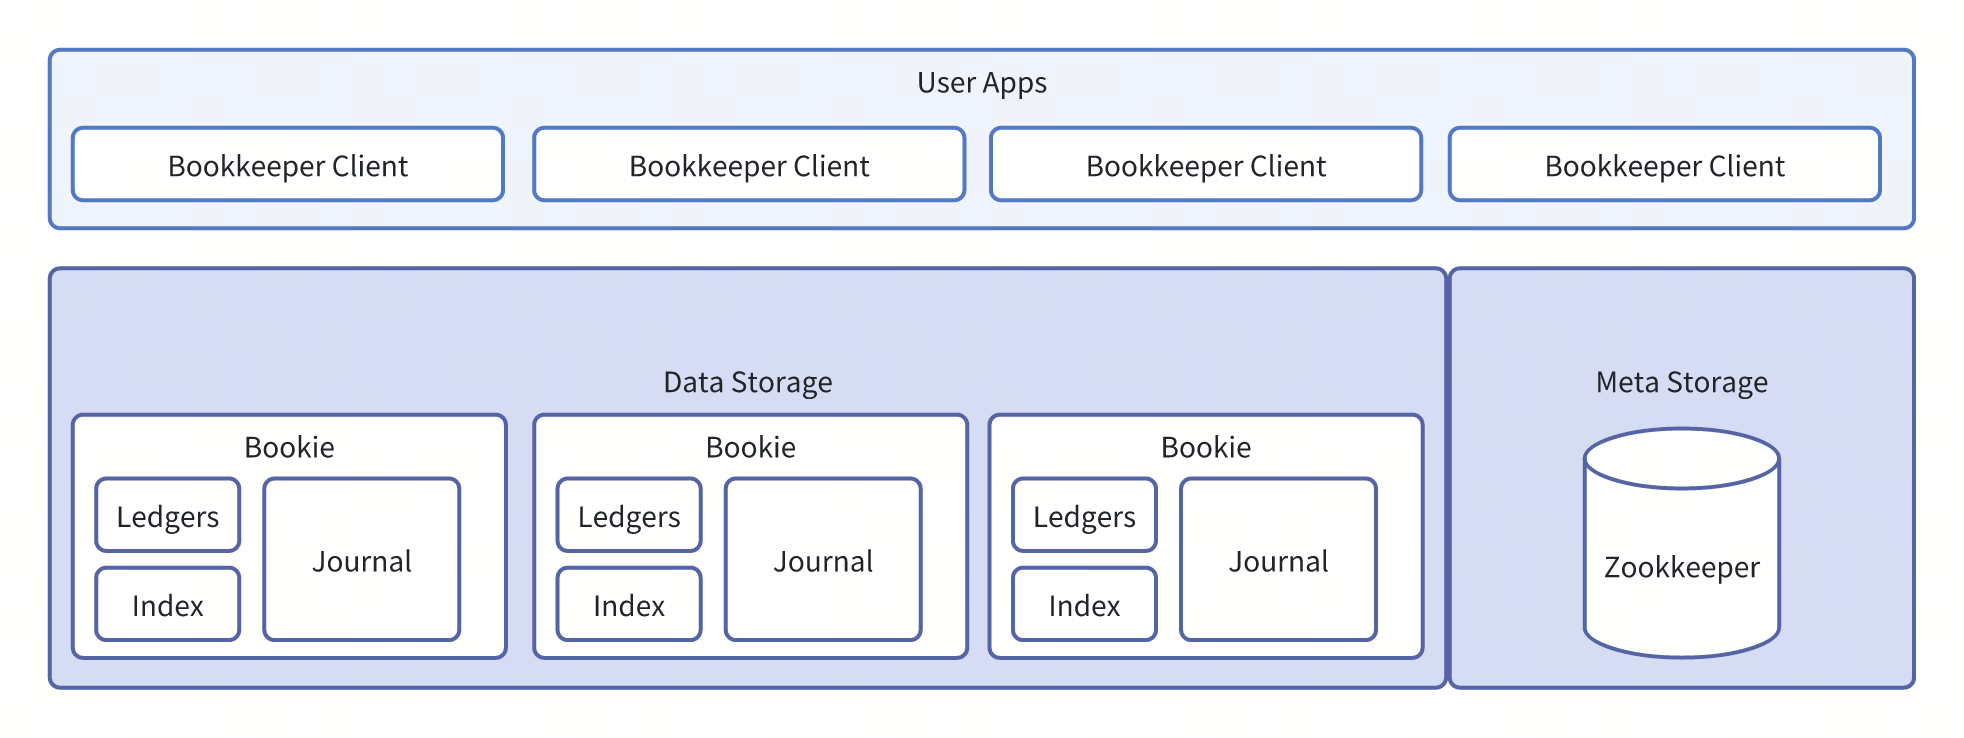 User Apps
Bookkeeper Client
Bookkeeper Client
Bookkeeper Client
Bookkeeper Client
Data Storage
Bookie
Ledgers
Index
Journal
Bookie
Ledgers
Index
Journal
Bookie
Ledgers
Index
Journal
Meta Storage
Zookkeeper